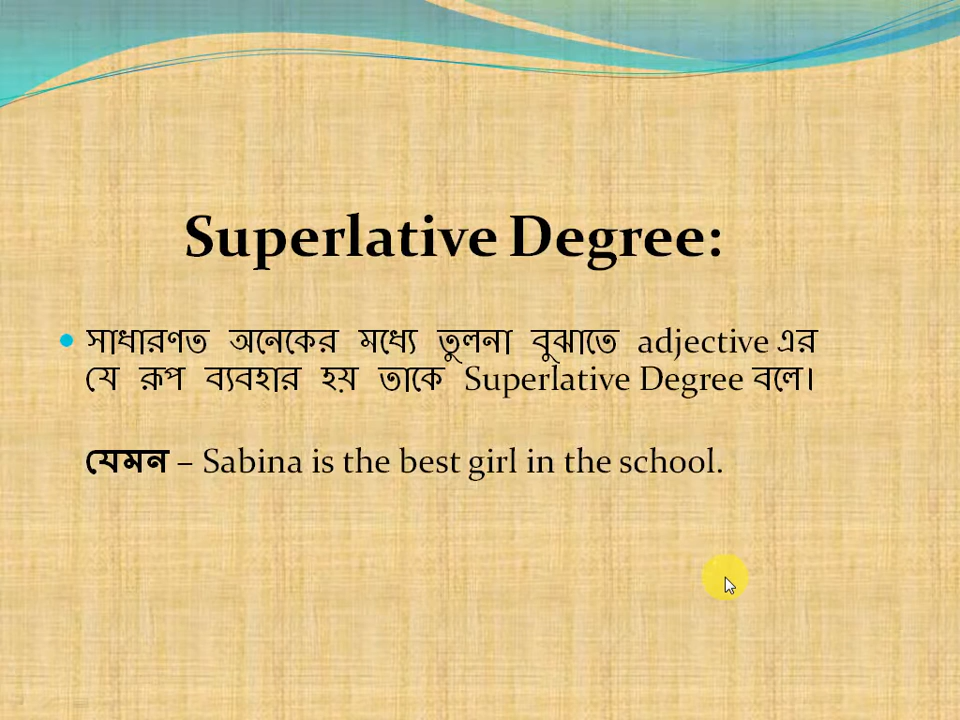 Superlative Degree:
সাধারণত অনেকের মধ্যে তুলনা বুঝাতে adjective এর
যে রূপ ব্যবহার হয় তাকে Superlative Degree বলে।
যেমন – Sabina is the best girl in the school.